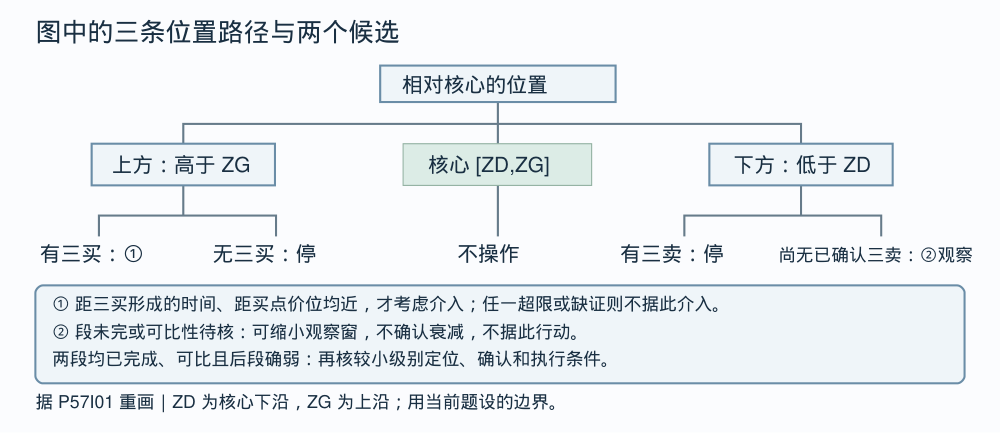 图中的三条位置路径与两个候选
相对核心的位置
上方：高于 ZG
核心 [ZD,ZG]
下方：低于 ZD
有三买：①
无三买：停
不操作
有三卖：停
尚无已确认三卖：②观察
① 距三买形成的时间、距买点价位均近，才考虑介入；任一超限或缺证则不据此介入。
② 段未完或可比性待核：可缩小观察窗，不确认衰减，不据此行动。
两段均已完成、可比且后段确弱：再核较小级别定位、确认和执行条件。
据 P57I01 重画｜ZD 为核心下沿，ZG 为上沿；用当前题设的边界。